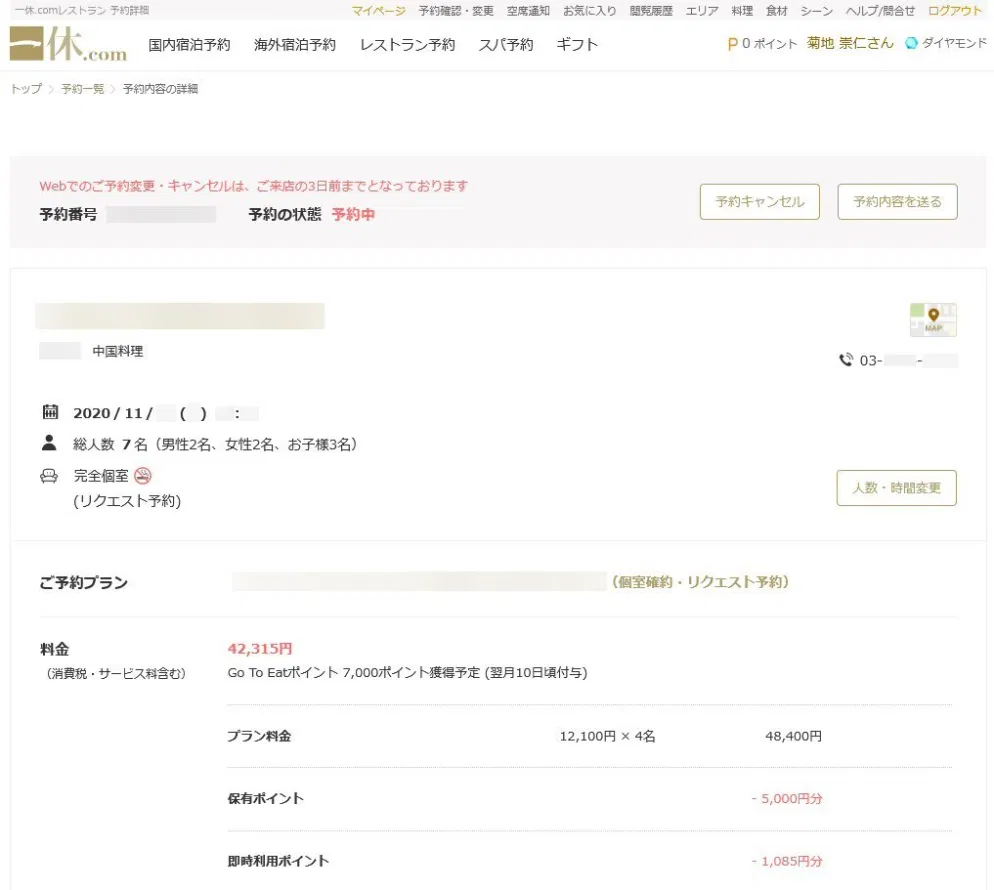 一休.comレストラン 予約詳細
マイページ 予約確認・変更 空席通知 お気に入り 閲覧履歴 エリア 料理 食材 シーン ヘルプ/問合せ ログアウト
一休.com 国内宿泊予約 海外宿泊予約 レストラン予約 スパ予約 ギフト P 0 ポイント 菊地 崇仁さん ダイヤモンド
トップ > 予約一覧 > 予約内容の詳細
Webでのご予約変更・キャンセルは、ご来店の3日前までとなっております
予約番号 予約の状態 予約中 予約キャンセル 予約内容を送る
MAP
中国料理
03- -
2020 / 11 / ( ) :
総人数 7 名（男性2名、女性2名、お子様3名）
完全個室
(リクエスト予約)
人数・時間変更
ご予約プラン （個室確約・リクエスト予約）
料金 42,315円
（消費税・サービス料含む） Go To Eatポイント 7,000ポイント獲得予定 (翌月10日頃付与)
プラン料金 12,100円 × 4名 48,400円
保有ポイント - 5,000円分
即時利用ポイント - 1,085円分